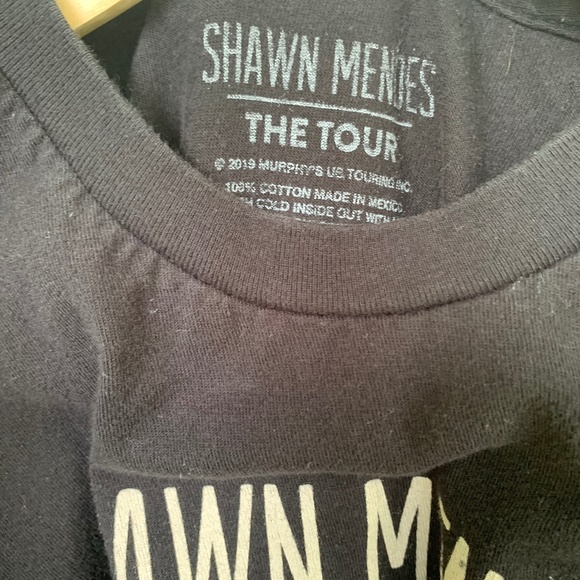 SHAWN MENDES
THE TOUR
© 2019 MURPHY'S US TOURING INC.
100% COTTON MADE IN MEXICO
COLD INSIDE OUT WITH
AWN M